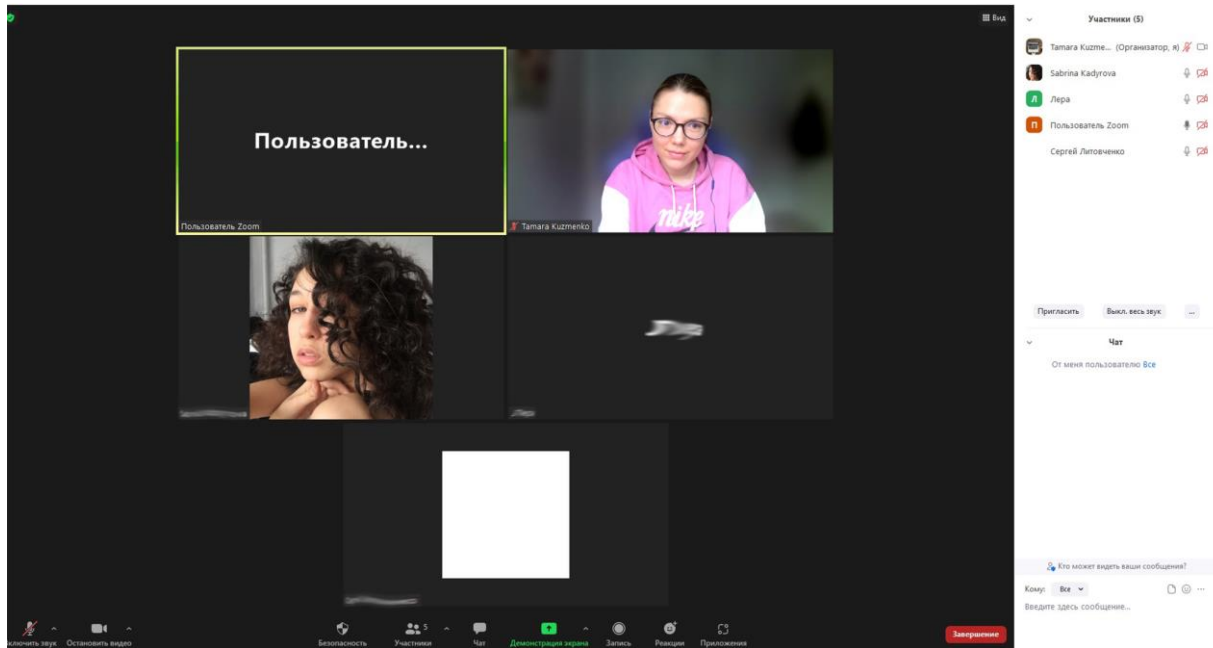 Вид
Пользователь...
Пользователь Zoom
nike
Tamara Kuzmenko
Участники (5)
Tamara Kuzme... (Организатор, я)
Sabrina Kadyrova
Л Лера
П Пользователь Zoom
Сергей Литовченко
Пригласить Выкл. весь звук ...
Чат
От меня пользователю Все
Кто может видеть ваши сообщения?
Кому: Все
Введите здесь сообщение...
ключить звук Остановить видео Безопасность Участники 5 Чат Демонстрация экрана Запись Реакции Приложения Завершение